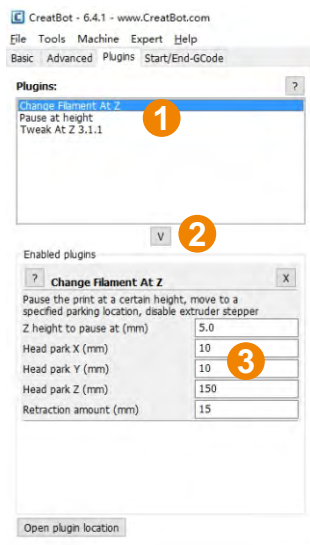 CreatBot - 6.4.1 - www.CreatBot.com
File Tools Machine Expert Help
Basic Advanced Plugins Start/End-GCode
Plugins:
?
Change Filament At Z
Pause at height
Tweak At Z 3.1.1
1
V
2
Enabled plugins
? Change Filament At Z X
Pause the print at a certain height, move to a
specified parking location, disable extruder stepper
Z height to pause at (mm) 5.0
Head park X (mm) 10
Head park Y (mm) 10
3
Head park Z (mm) 150
Retraction amount (mm) 15
Open plugin location